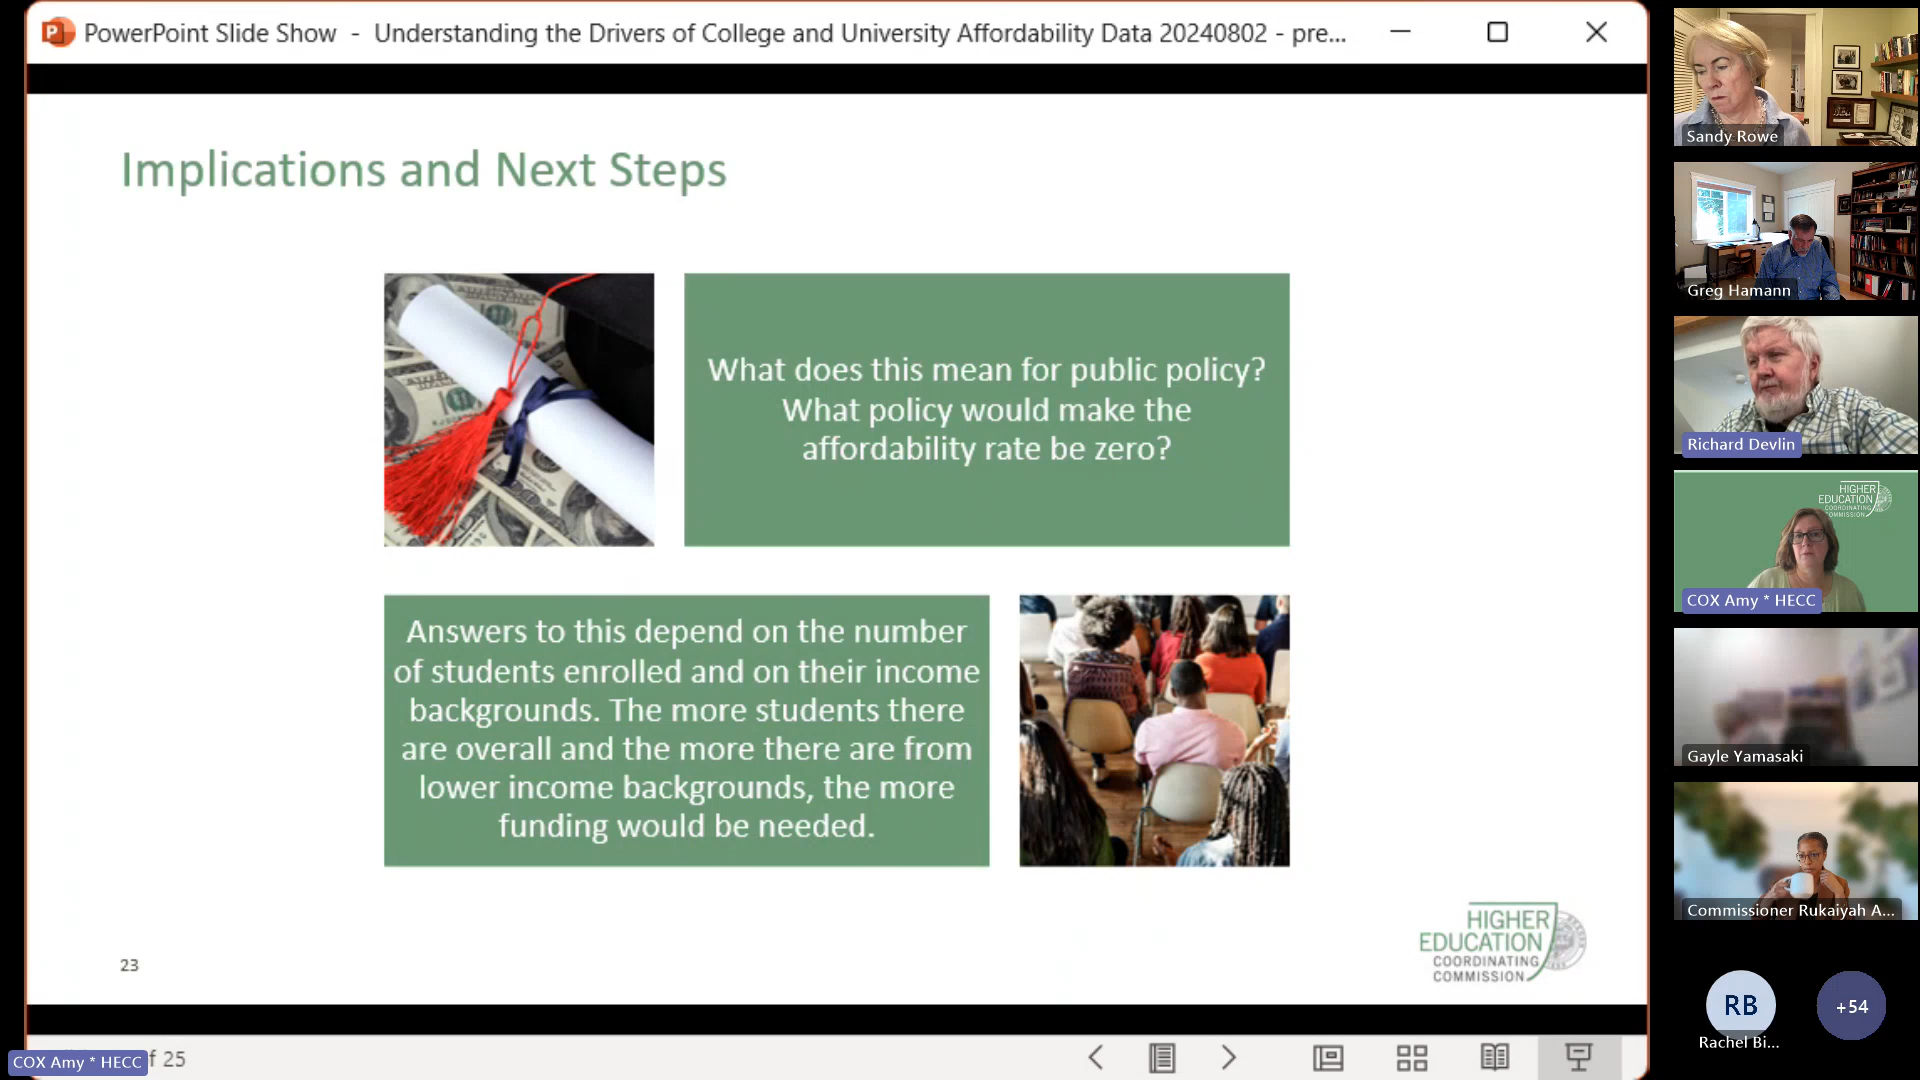 PowerPoint Slide Show - Understanding the Drivers of College and University Affordability Data 20240802 - pre...
Implications and Next Steps
What does this mean for public policy?
What policy would make the
affordability rate be zero?
Answers to this depend on the number
of students enrolled and on their income
backgrounds. The more students there
are overall and the more there are from
lower income backgrounds, the more
funding would be needed.
HIGHER
EDUCATION
COORDINATING
COMMISSION
23
COX Amy * HECC
f 25
Sandy Rowe
Greg Hamann
Richard Devlin
HIGHER
EDUCATION
COORDINATING
COMMISSION
COX Amy * HECC
Gayle Yamasaki
Commissioner Rukaiyah A...
RB
+54
Rachel Bi...